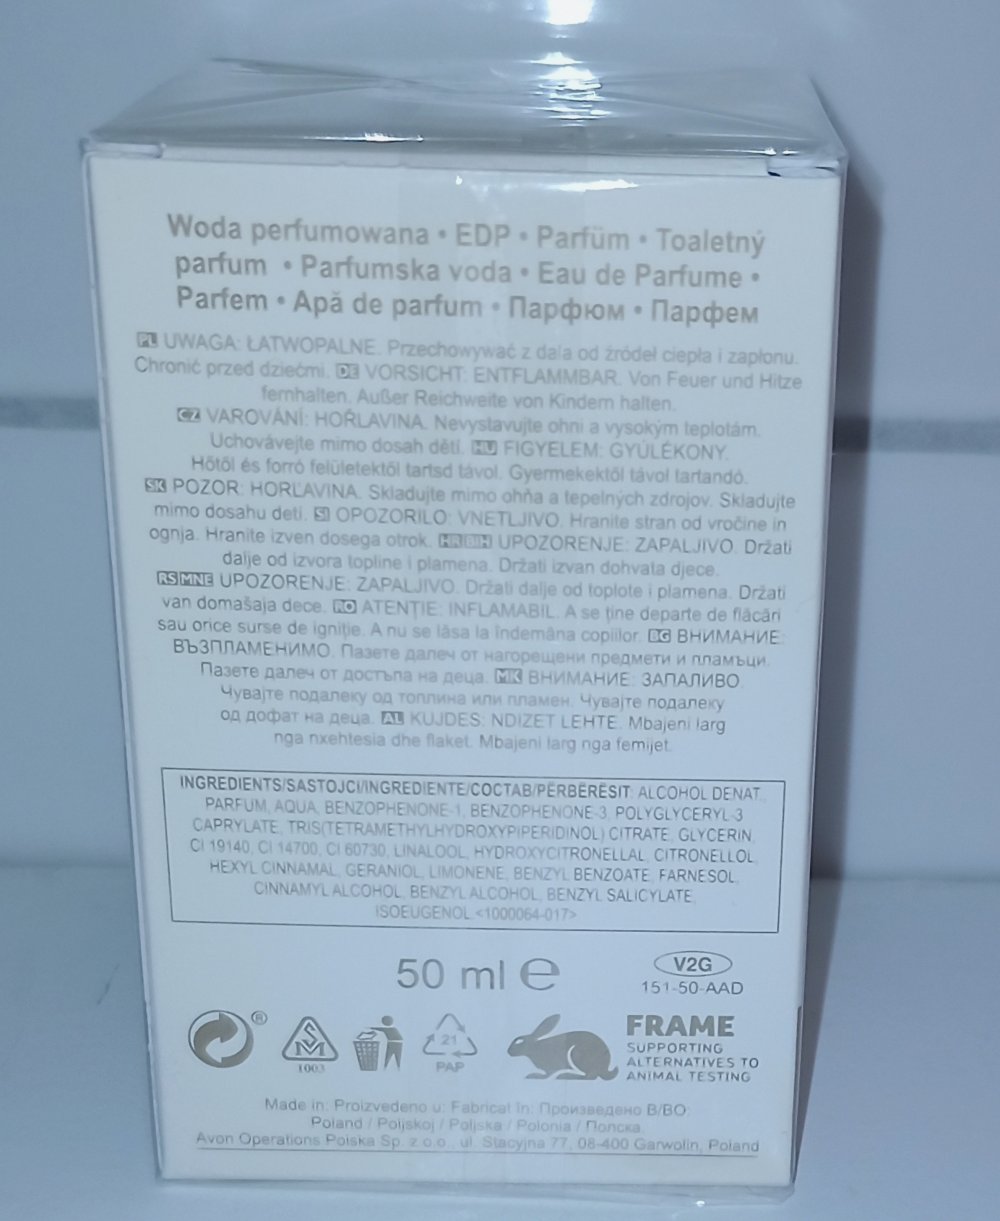 Woda perfumowana • EDP • Parfüm • Toaletný
parfum • Parfumska voda • Eau de Parfume •
Parfem • Apă de parfum • Парфюм • Парфем
PL UWAGA: ŁATWOPALNE. Przechowywać z dala od źródeł ciepła i zapłonu.
Chronić przed dziećmi. DE VORSICHT: ENTFLAMMBAR. Von Feuer und Hitze
fernhalten. Außer Reichweite von Kindern halten.
CZ VAROVÁNÍ: HOŘLAVINA. Nevystavujte ohni a vysokým teplotám.
Uchovávejte mimo dosah dětí. HU FIGYELEM: GYÚLÉKONY.
Hőtől és forró felületektől tartsd távol. Gyermekektől távol tartandó.
SK POZOR: HORĽAVINA. Skladujte mimo ohňa a tepelných zdrojov. Skladujte
mimo dosahu detí. SI OPOZORILO: VNETLJIVO. Hranite stran od vročine in
ognja. Hranite izven dosega otrok. HR BIH UPOZORENJE: ZAPALJIVO. Držati
dalje od izvora topline i plamena. Držati izvan dohvata djece.
RS MNE UPOZORENJE: ZAPALJIVO. Držati dalje od toplote i plamena. Držati
van domašaja dece. RO ATENȚIE: INFLAMABIL. A se ține departe de flăcări
sau orice surse de igniție. A nu se lăsa la îndemâna copiilor. BG ВНИМАНИЕ:
ВЪЗПЛАМЕНИМО. Пазете далеч от нагорещени предмети и пламъци.
Пазете далеч от достъпа на деца. MK ВНИМАНИЕ: ЗАПАЛИВО.
Чувајте подалеку од топлина или пламен. Чувајте подалеку
од дофат на деца. AL KUJDES: NDIZET LEHTE. Mbajeni larg
nga nxehtesia dhe flaket. Mbajeni larg nga femijet.
INGREDIENTS/SASTOJCI/INGREDIENTE/СОСТАВ/PËRBËRËSIT: ALCOHOL DENAT.,
PARFUM, AQUA, BENZOPHENONE-1, BENZOPHENONE-3, POLYGLYCERYL-3
CAPRYLATE, TRIS(TETRAMETHYLHYDROXYPIPERIDINOL) CITRATE, GLYCERIN,
CI 19140, CI 14700, CI 60730, LINALOOL, HYDROXYCITRONELLAL, CITRONELLOL,
HEXYL CINNAMAL, GERANIOL, LIMONENE, BENZYL BENZOATE, FARNESOL,
CINNAMYL ALCOHOL, BENZYL ALCOHOL, BENZYL SALICYLATE,
ISOEUGENOL.<1000064-017>
50 ml ℮
V2G
151-50-AAD
®
SVM
1003
21
PAP
FRAME
SUPPORTING
ALTERNATIVES TO
ANIMAL TESTING
Made in: Proizvedeno u: Fabricat în: Произведено В/ВО:
Poland / Poljskoj / Poljska / Polonia / Полска
Avon Operations Polska Sp. z o.o., ul. Stacyjna 77, 08-400 Garwolin, Poland